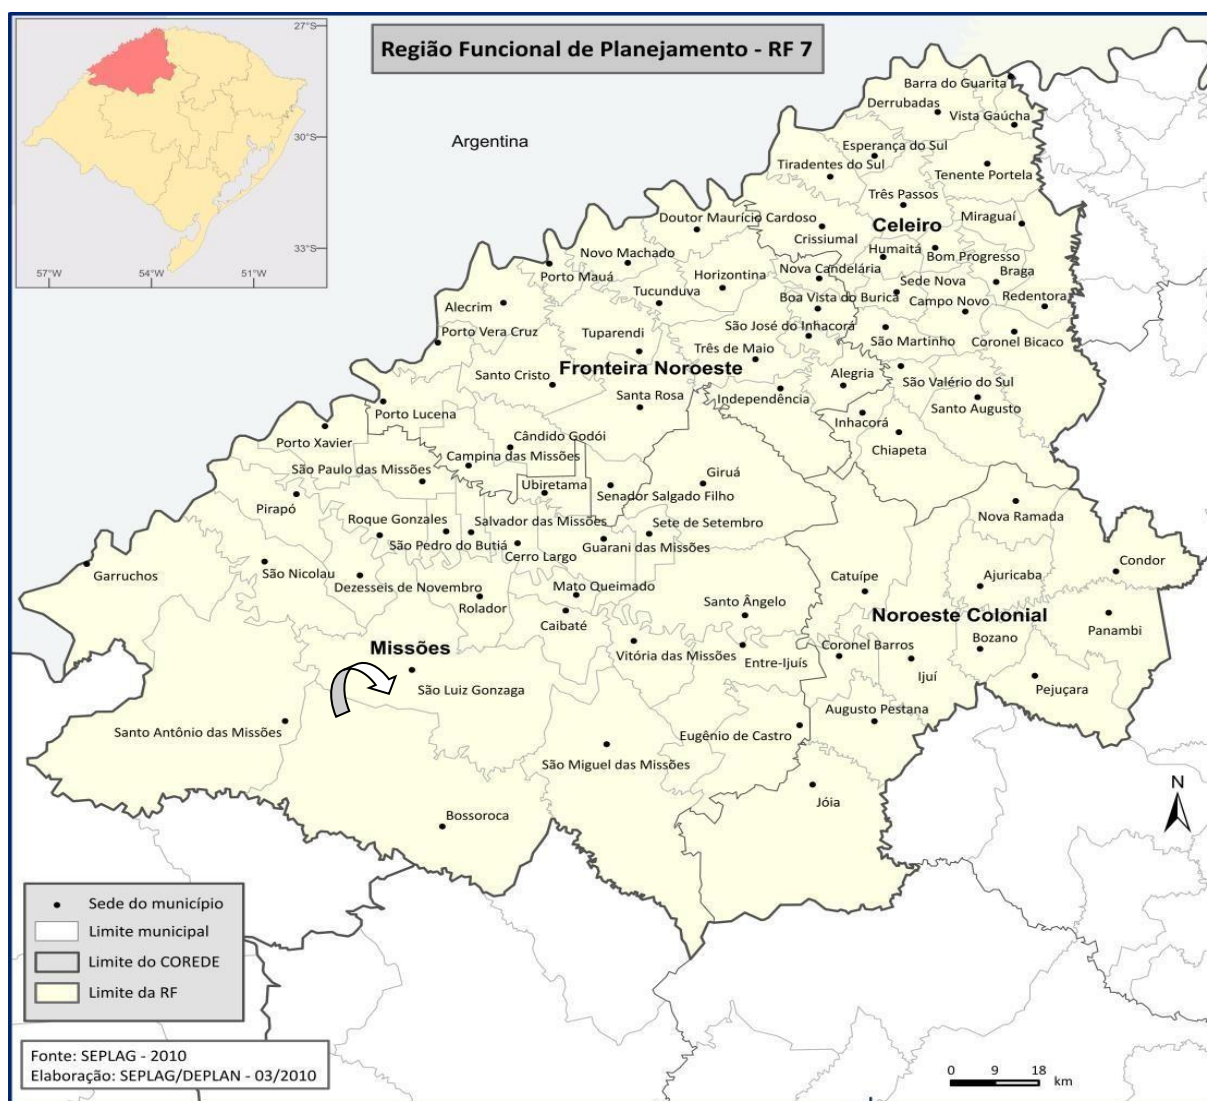 Região Funcional de Planejamento - RF 7
27°S
30°S
33°S
57°W
54°W
51°W
Argentina
Barra do Guarita
Derrubadas
Vista Gaúcha
Esperança do Sul
Tiradentes do Sul
Tenente Portela
Três Passos
Doutor Maurício Cardoso
Miraguaí
Celeiro
Crissiumal
Humaitá
Bom Progresso
Novo Machado
Porto Mauá
Horizontina
Nova Candelária
Braga
Tucunduva
Sede Nova
Boa Vista do Buricá
Campo Novo
Redentora
Alecrim
Porto Vera Cruz
Tuparendi
São José do Inhacorá
São Martinho
Coronel Bicaco
Três de Maio
Fronteira Noroeste
Santo Cristo
Alegria
São Valério do Sul
Santa Rosa
Independência
Santo Augusto
Porto Lucena
Inhacorá
Porto Xavier
Cândido Godói
Chiapeta
Campina das Missões
São Paulo das Missões
Giruá
Ubiretama
Senador Salgado Filho
Pirapó
Nova Ramada
Roque Gonzales
Salvador das Missões
Sete de Setembro
São Pedro do Butiá
Cerro Largo
Guarani das Missões
Condor
Garruchos
São Nicolau
Dezesseis de Novembro
Mato Queimado
Catuípe
Ajuricaba
Rolador
Santo Ângelo
Caibaté
Noroeste Colonial
Panambi
Missões
Vitória das Missões
Entre-Ijuís
Coronel Barros
Bozano
Ijuí
Pejuçara
São Luiz Gonzaga
Augusto Pestana
Santo Antônio das Missões
Eugênio de Castro
São Miguel das Missões
Jóia
Bossoroca
N
Sede do município
Limite municipal
Limite do COREDE
Limite da RF
Fonte: SEPLAG - 2010
Elaboração: SEPLAG/DEPLAN - 03/2010
0 9 18
km